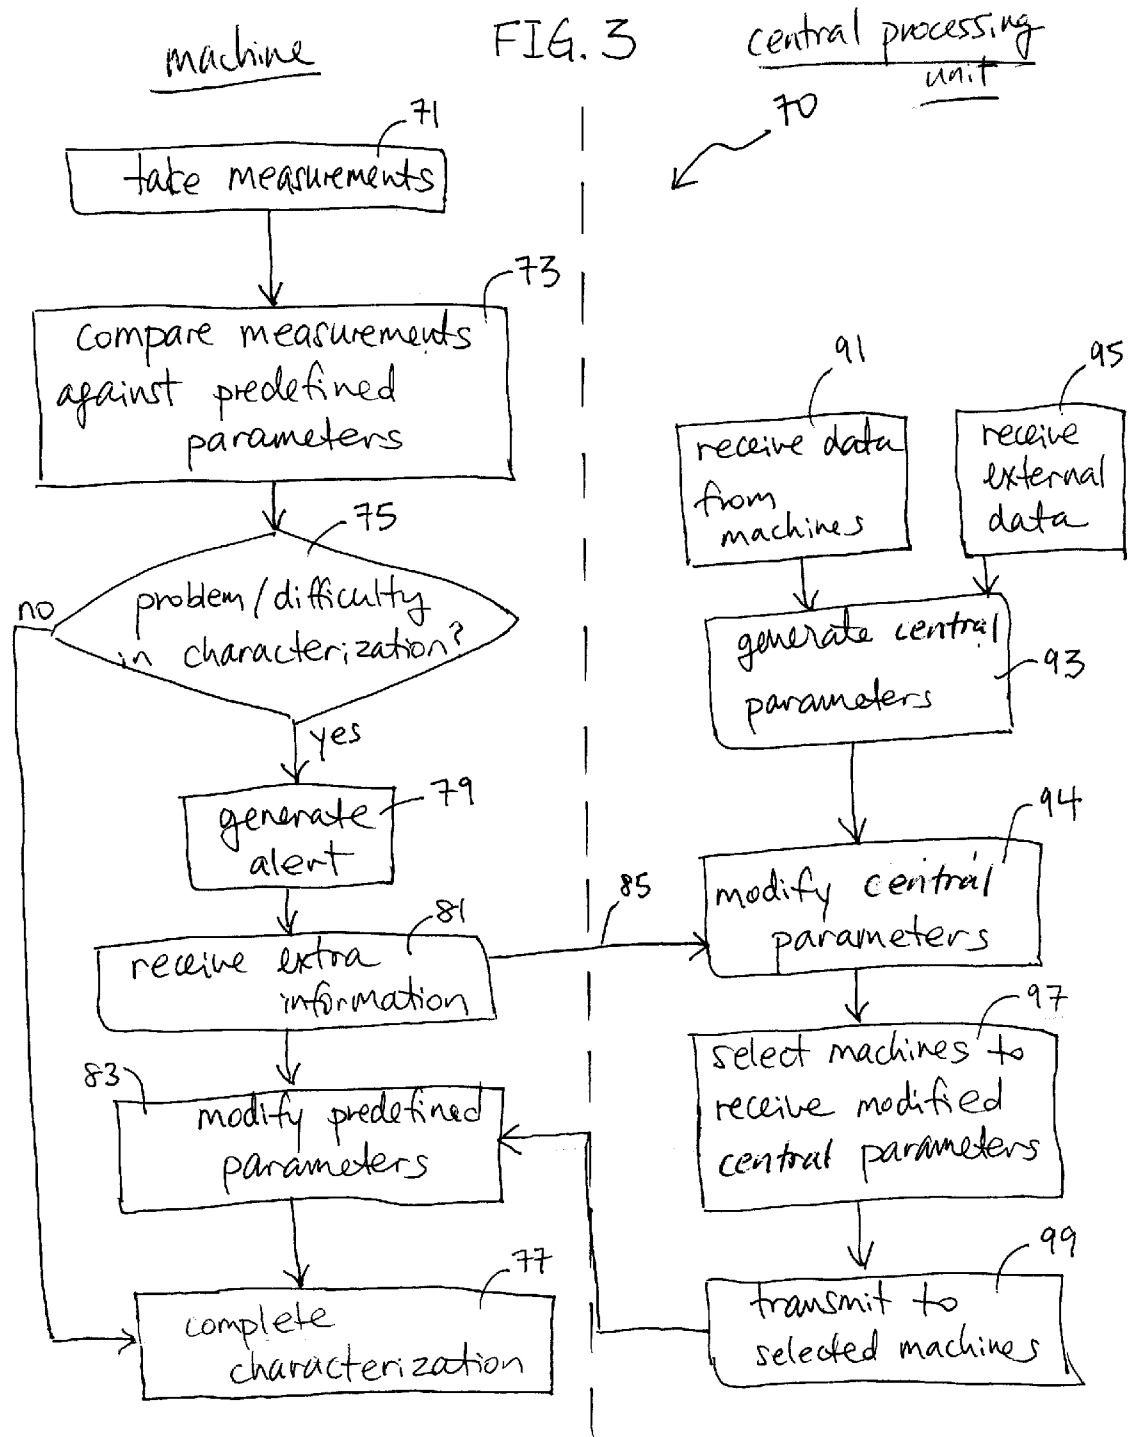 FIG. 3
machine
central processing
unit
70
71
take measurements
73
compare measurements
against predefined
parameters
75
problem/difficulty
in characterization?
no
yes
79
generate
alert
81
receive extra
information
85
83
modify predefined
parameters
77
complete
characterization
91
receive data
from
machines
95
receive
external
data
generate central
parameters
93
94
modify central
parameters
97
select machines to
receive modified
central parameters
99
transmit to
selected machines